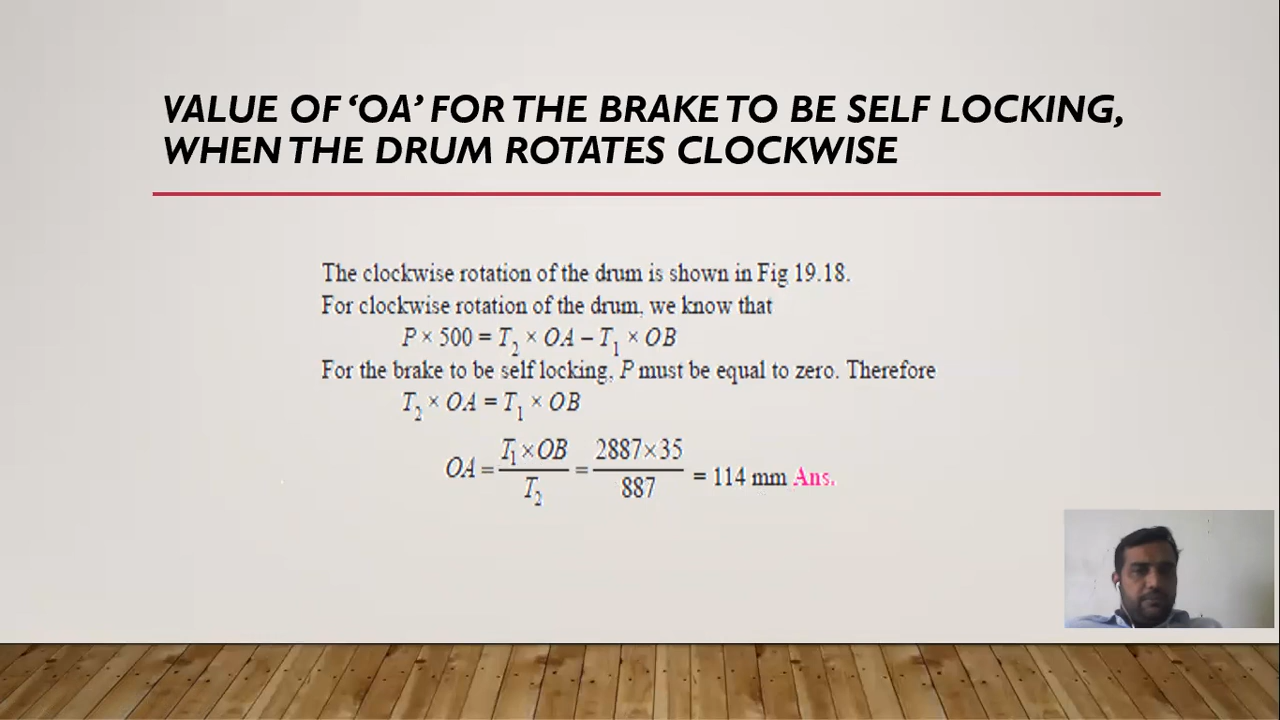 VALUE OF ‘OA’ FOR THE BRAKE TO BE SELF LOCKING,
WHEN THE DRUM ROTATES CLOCKWISE
The clockwise rotation of the drum is shown in Fig 19.18.
For clockwise rotation of the drum, we know that
P × 500 = T₂ × OA – T₁ × OB
For the brake to be self locking, P must be equal to zero. Therefore
T₂ × OA = T₁ × OB
OA = (T₁ × OB) / T₂ = (2887×35) / 887 = 114 mm Ans.